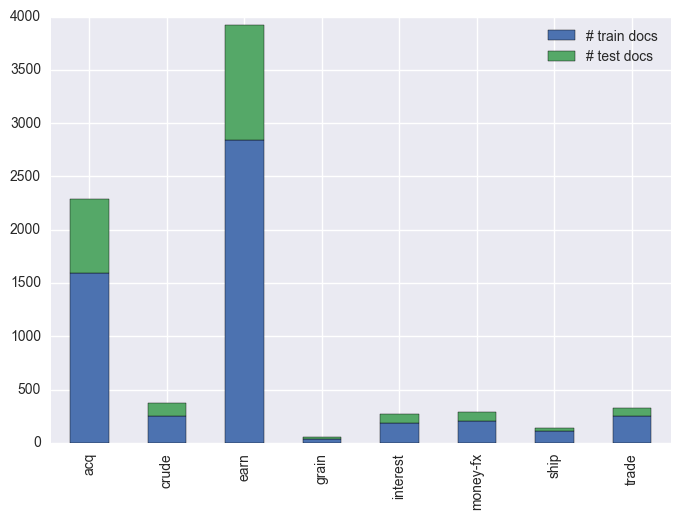 4000
3500
3000
2500
2000
1500
1000
500
0
# train docs
# test docs
acq
crude
earn
grain
interest
money-fx
ship
trade